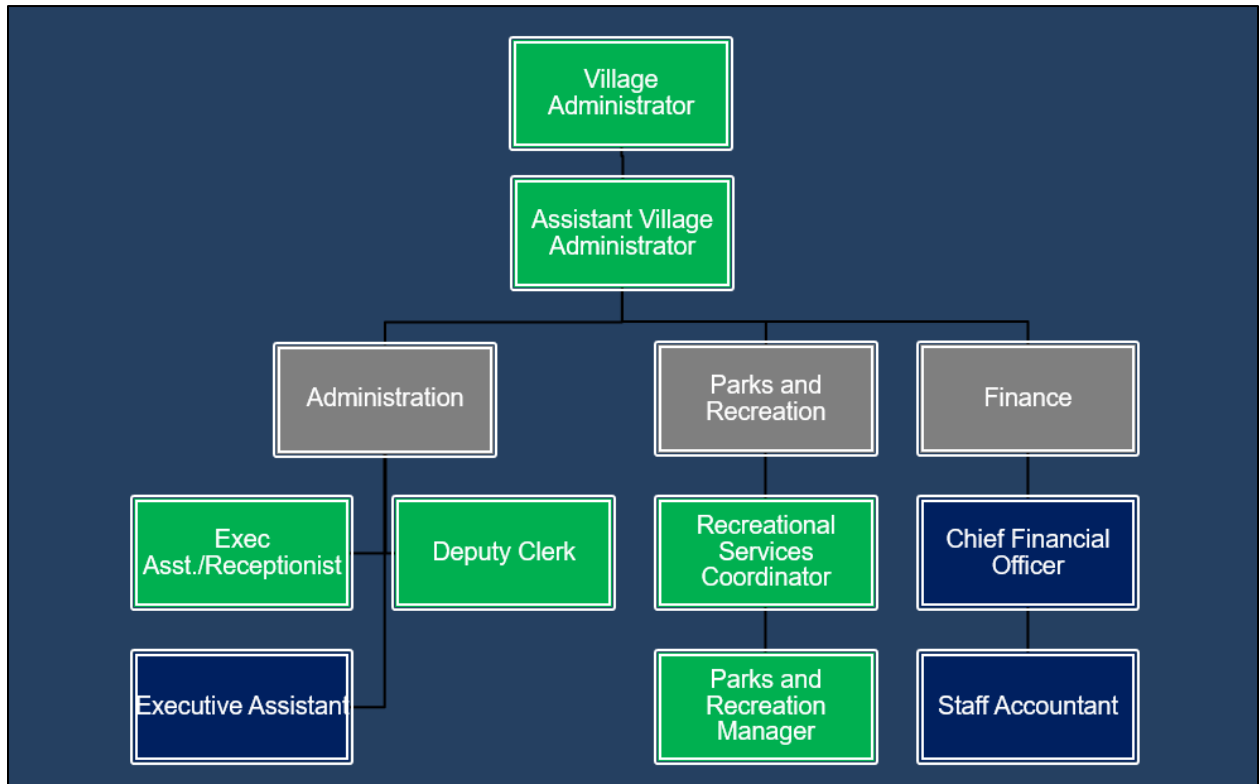 Village
Administrator
Assistant Village
Administrator
Administration
Parks and
Recreation
Finance
Exec
Asst./Receptionist
Deputy Clerk
Recreational
Services
Coordinator
Chief Financial
Officer
Executive Assistant
Parks and
Recreation
Manager
Staff Accountant